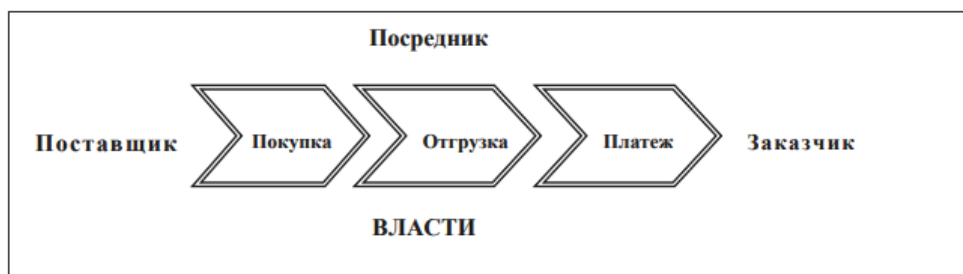 Посредник
Поставщик Покупка Отгрузка Платеж Заказчик
ВЛАСТИ